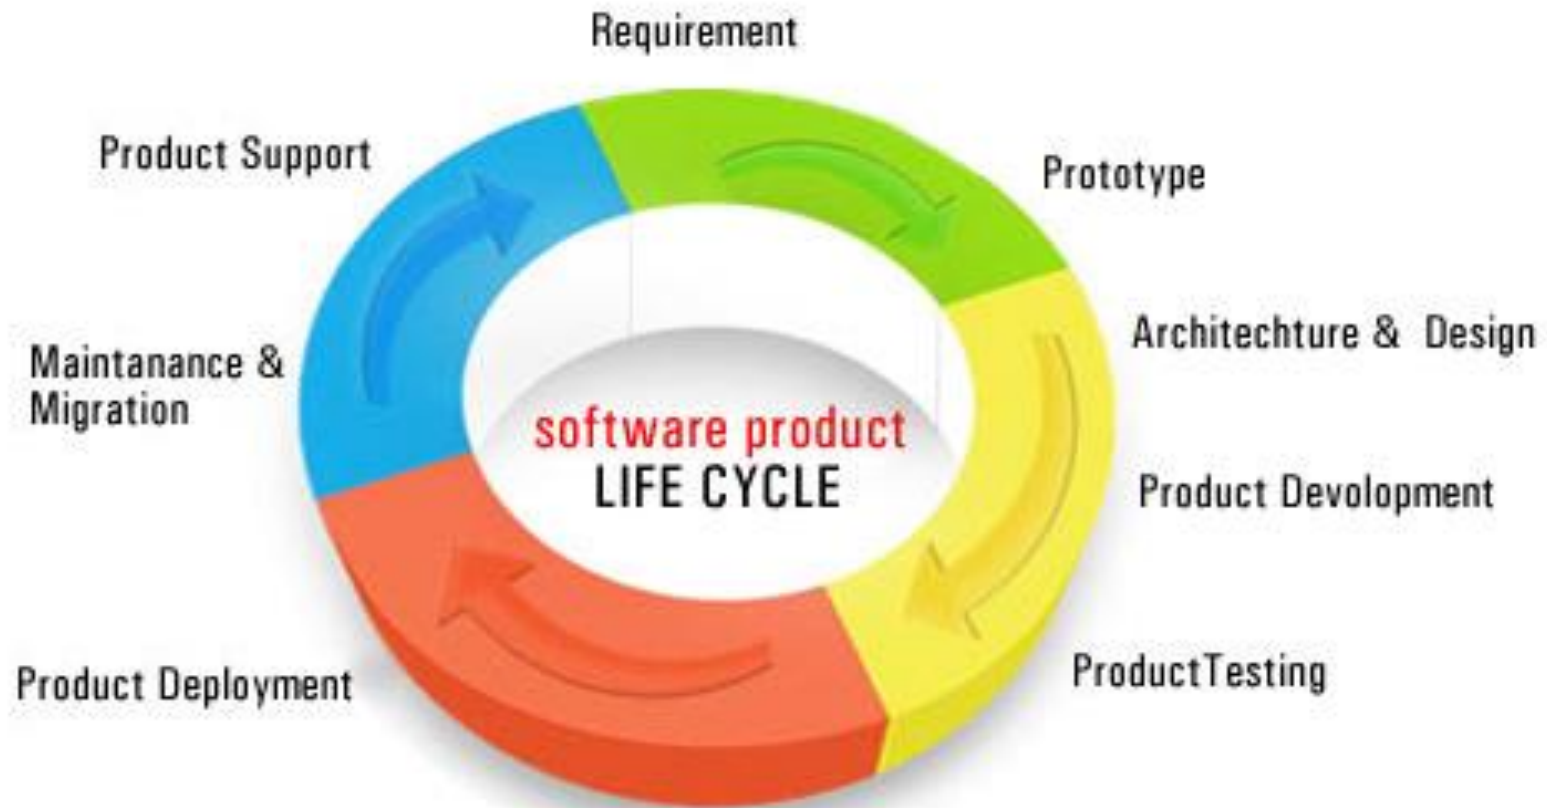 Requirement
Product Support
Prototype
Architechture & Design
Maintanance &
Migration
software product
LIFE CYCLE
Product Devolopment
ProductTesting
Product Deployment